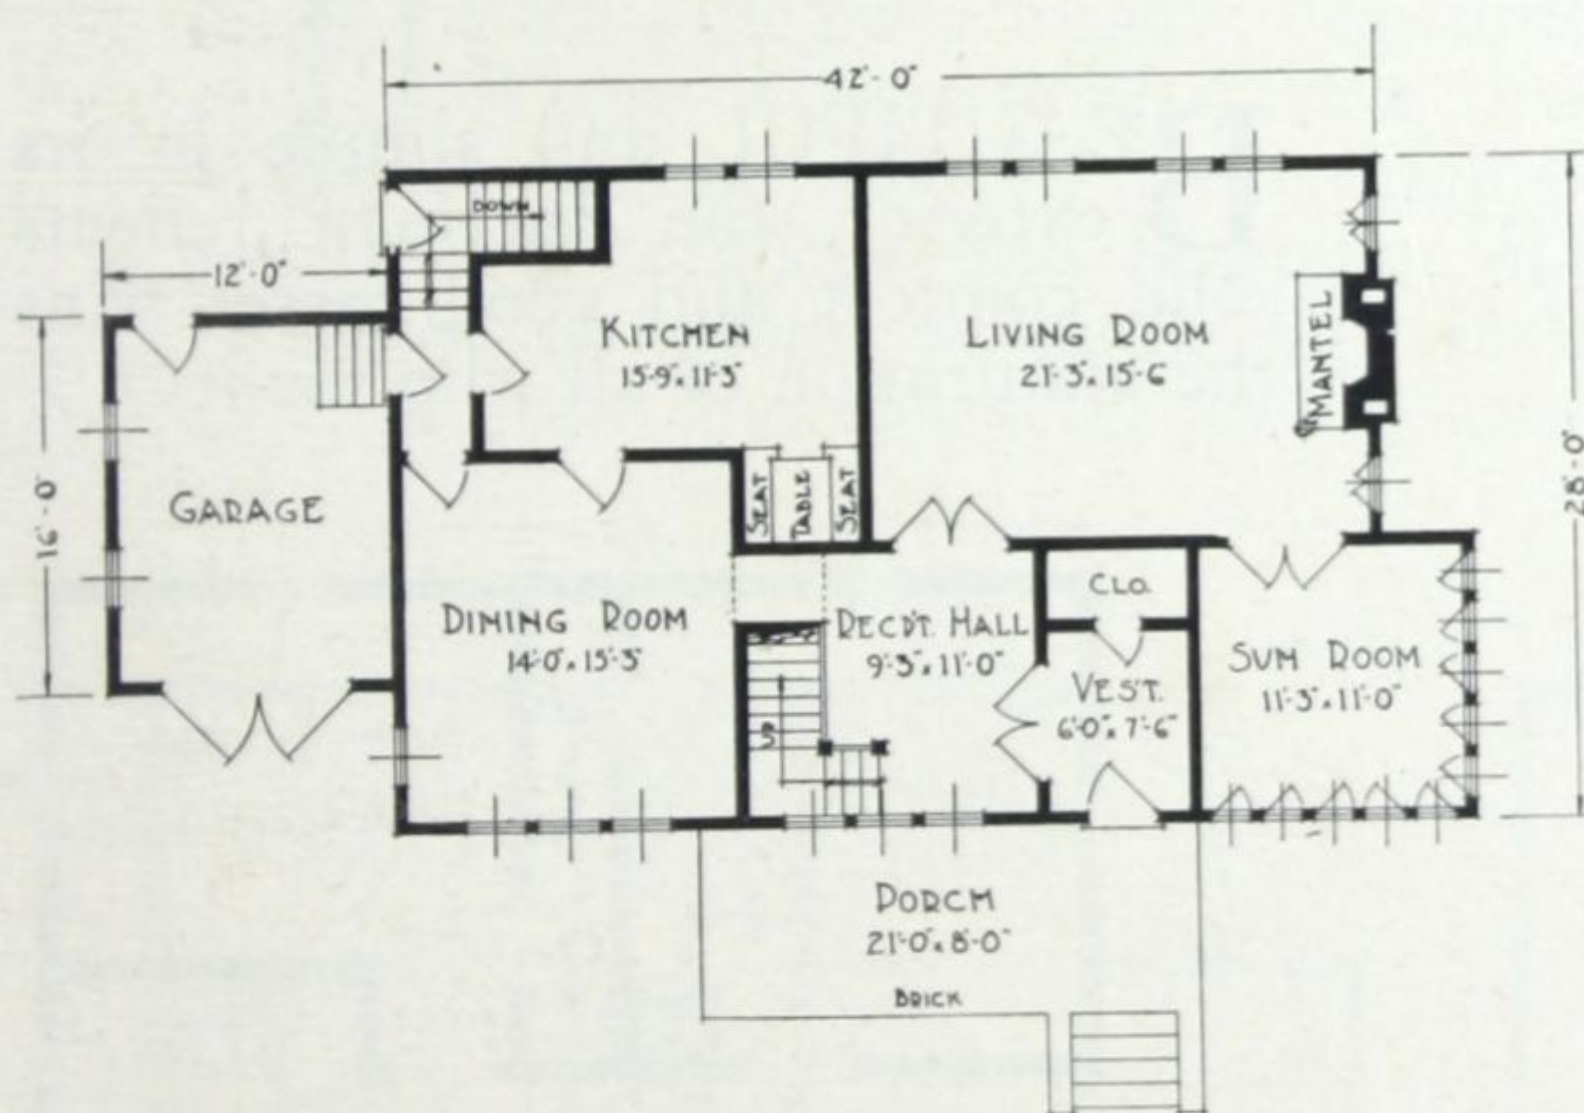 42'-0"
DOWN
12'-0"
KITCHEN
15'-9" x 11'-3"
LIVING ROOM
21'-3" x 15'-6
MANTEL
28'-0"
16'-0"
GARAGE
SEAT
TABLE
SEAT
DINING ROOM
14'-0" x 15'-3"
RECPT. HALL
9'-3" x 11'-0"
CLO.
VEST.
6'-0" x 7'-6"
SUN ROOM
11'-3" x 11'-0"
UP
PORCH
21'-0" x 8'-0"
BRICK